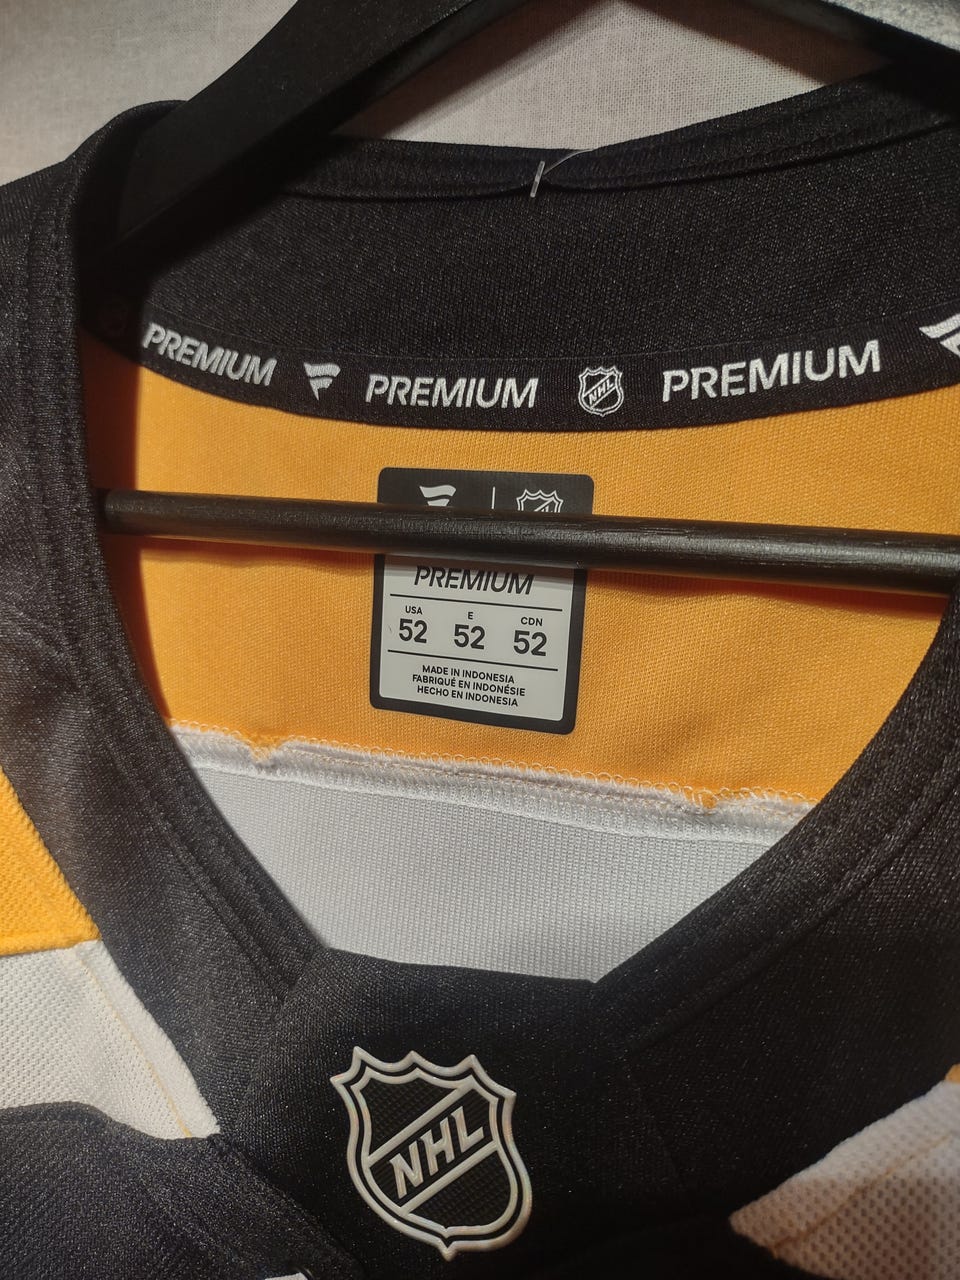 PREMIUM PREMIUM NHL PREMIUM
PREMIUM
USA E CDN
52 52 52
MADE IN INDONESIA
FABRIQUÉ EN INDONÉSIE
HECHO EN INDONESIA
NHL